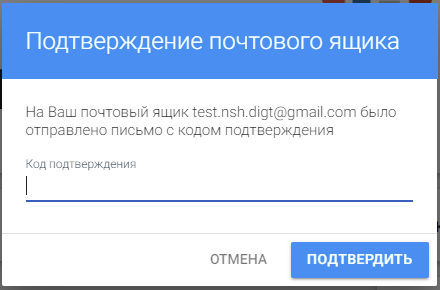 Подтверждение почтового ящика
На Ваш почтовый ящик test.nsh.digt@gmail.com было
отправлено письмо с кодом подтверждения
Код подтверждения
ОТМЕНА
ПОДТВЕРДИТЬ